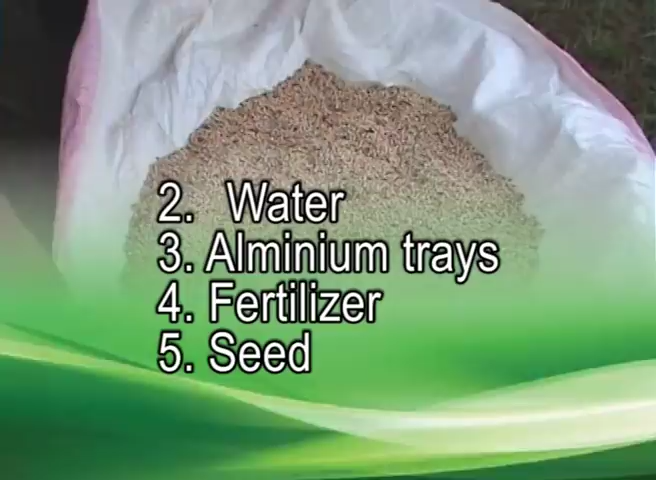 2. Water
3. Alminium trays
4. Fertilizer
5. Seed